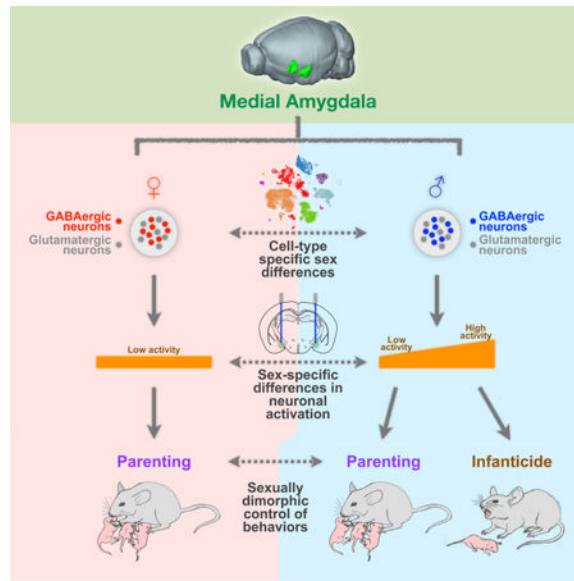 Medial Amygdala
♀
♂
GABAergic
neurons
Glutamatergic
neurons
GABAergic
neurons
Glutamatergic
neurons
Cell-type
specific sex
differences
Low activity
Low
activity
High
activity
Sex-specific
differences in
neuronal
activation
Parenting
Parenting
Infanticide
Sexually
dimorphic
control of
behaviors